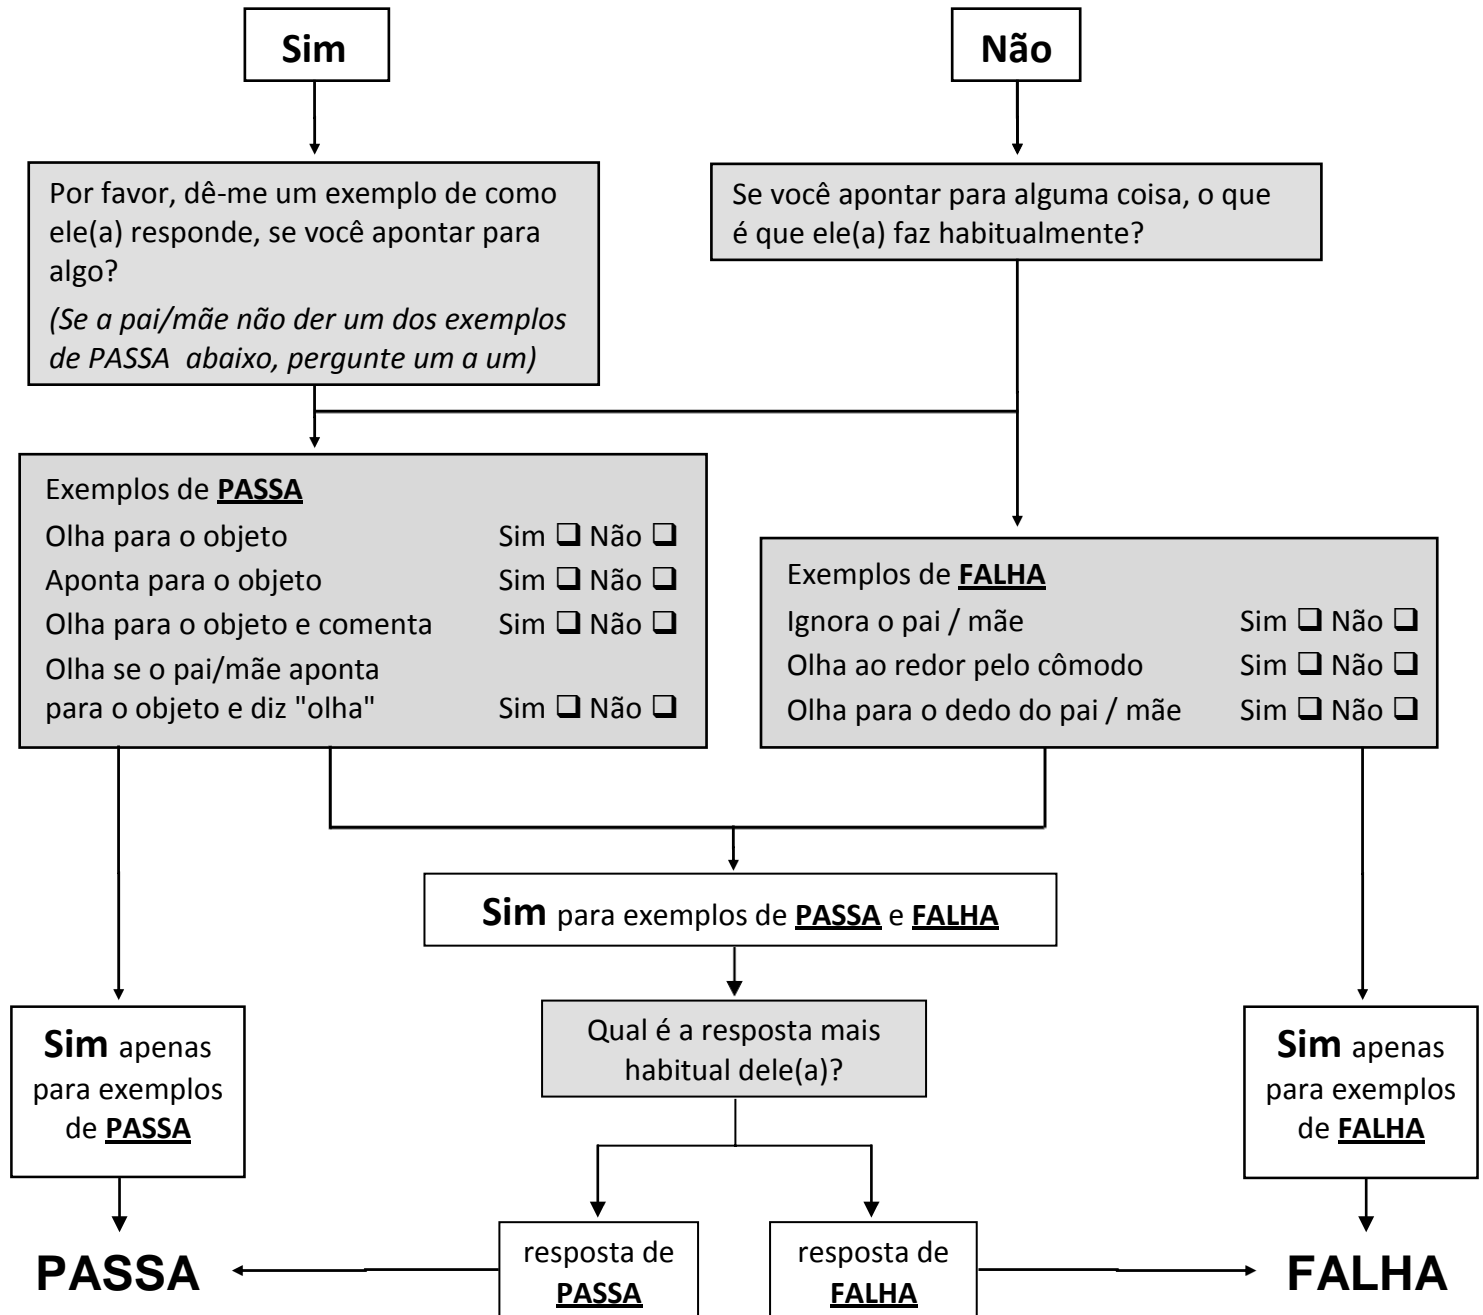 Sim
Não
Por favor, dê-me um exemplo de como
ele(a) responde, se você apontar para
algo?
(Se a pai/mãe não der um dos exemplos
de PASSA abaixo, pergunte um a um)
Se você apontar para alguma coisa, o que
é que ele(a) faz habitualmente?
Exemplos de PASSA
Olha para o objeto Sim ❑ Não ❑
Aponta para o objeto Sim ❑ Não ❑
Olha para o objeto e comenta Sim ❑ Não ❑
Olha se o pai/mãe aponta
para o objeto e diz "olha" Sim ❑ Não ❑
Exemplos de FALHA
Ignora o pai / mãe Sim ❑ Não ❑
Olha ao redor pelo cômodo Sim ❑ Não ❑
Olha para o dedo do pai / mãe Sim ❑ Não ❑
Sim para exemplos de PASSA e FALHA
Sim apenas
para exemplos
de PASSA
Qual é a resposta mais
habitual dele(a)?
Sim apenas
para exemplos
de FALHA
PASSA
resposta de
PASSA
resposta de
FALHA
FALHA